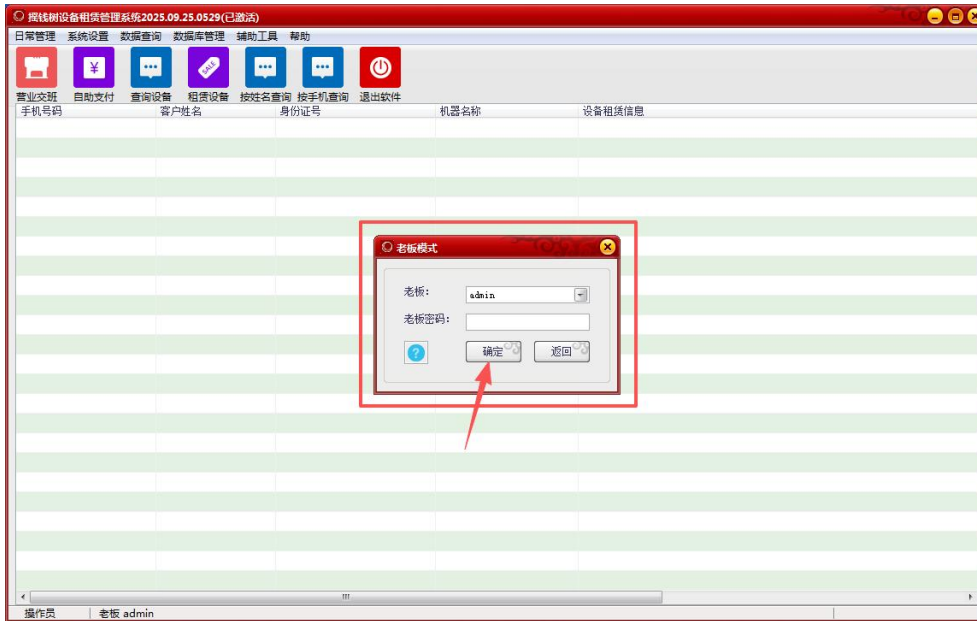 摇钱树设备租赁管理系统2025.09.25.0529(已激活)
日常管理 系统设置 数据查询 数据库管理 辅助工具 帮助
¥ SALE
营业交班 自助支付 查询设备 租赁设备 按姓名查询 按手机查询 退出软件
手机号码 客户姓名 身份证号 机器名称 设备租赁信息
老板模式
老板: admin
老板密码:
? 确定 返回
操作员 老板 admin